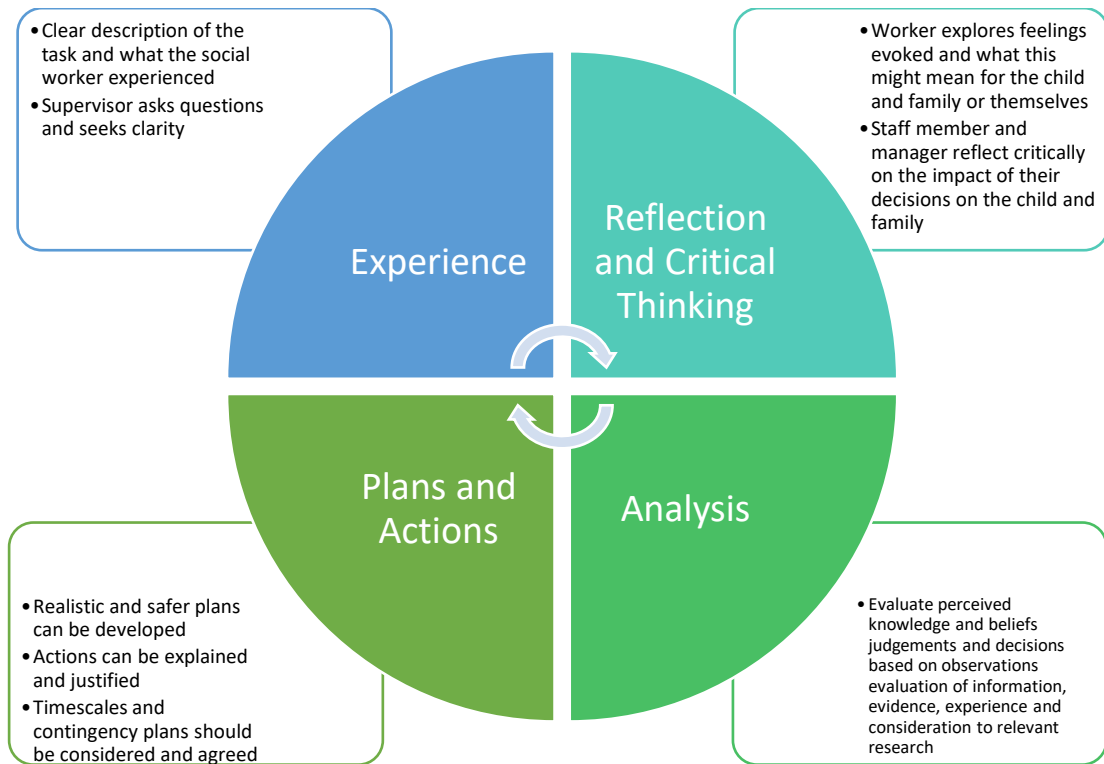 •Clear description of the
task and what the social
worker experienced
•Supervisor asks questions
and seeks clarity
•Worker explores feelings
evoked and what this
might mean for the child
and family or themselves
•Staff member and
manager reflect critically
on the impact of their
decisions on the child and
family
Experience
Reflection
and Critical
Thinking
Plans and
Actions
Analysis
•Realistic and safer plans
can be developed
•Actions can be explained
and justified
•Timescales and
contingency plans should
be considered and agreed
•Evaluate perceived
knowledge and beliefs
judgements and decisions
based on observations
evaluation of information,
evidence, experience and
consideration to relevant
research